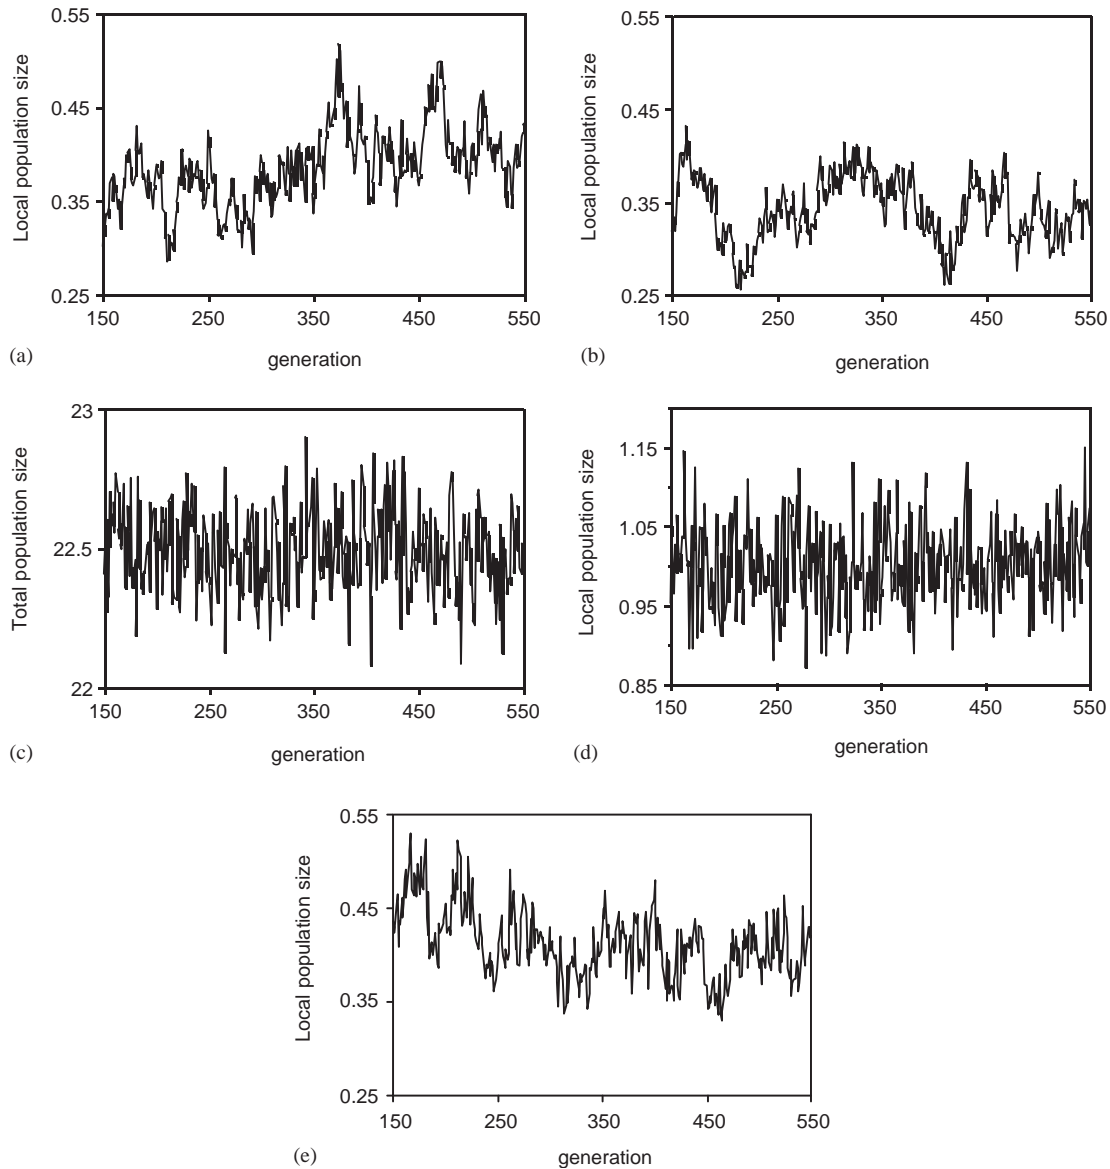 0.55
0.45
0.35
0.25
Local population size
150 250 350 450 550
generation
(a)
0.55
0.45
0.35
0.25
Local population size
150 250 350 450 550
generation
(b)
23
22.5
22
Total population size
150 250 350 450 550
generation
(c)
1.15
1.05
0.95
0.85
Local population size
150 250 350 450 550
generation
(d)
0.55
0.45
0.35
0.25
Local population size
150 250 350 450 550
generation
(e)